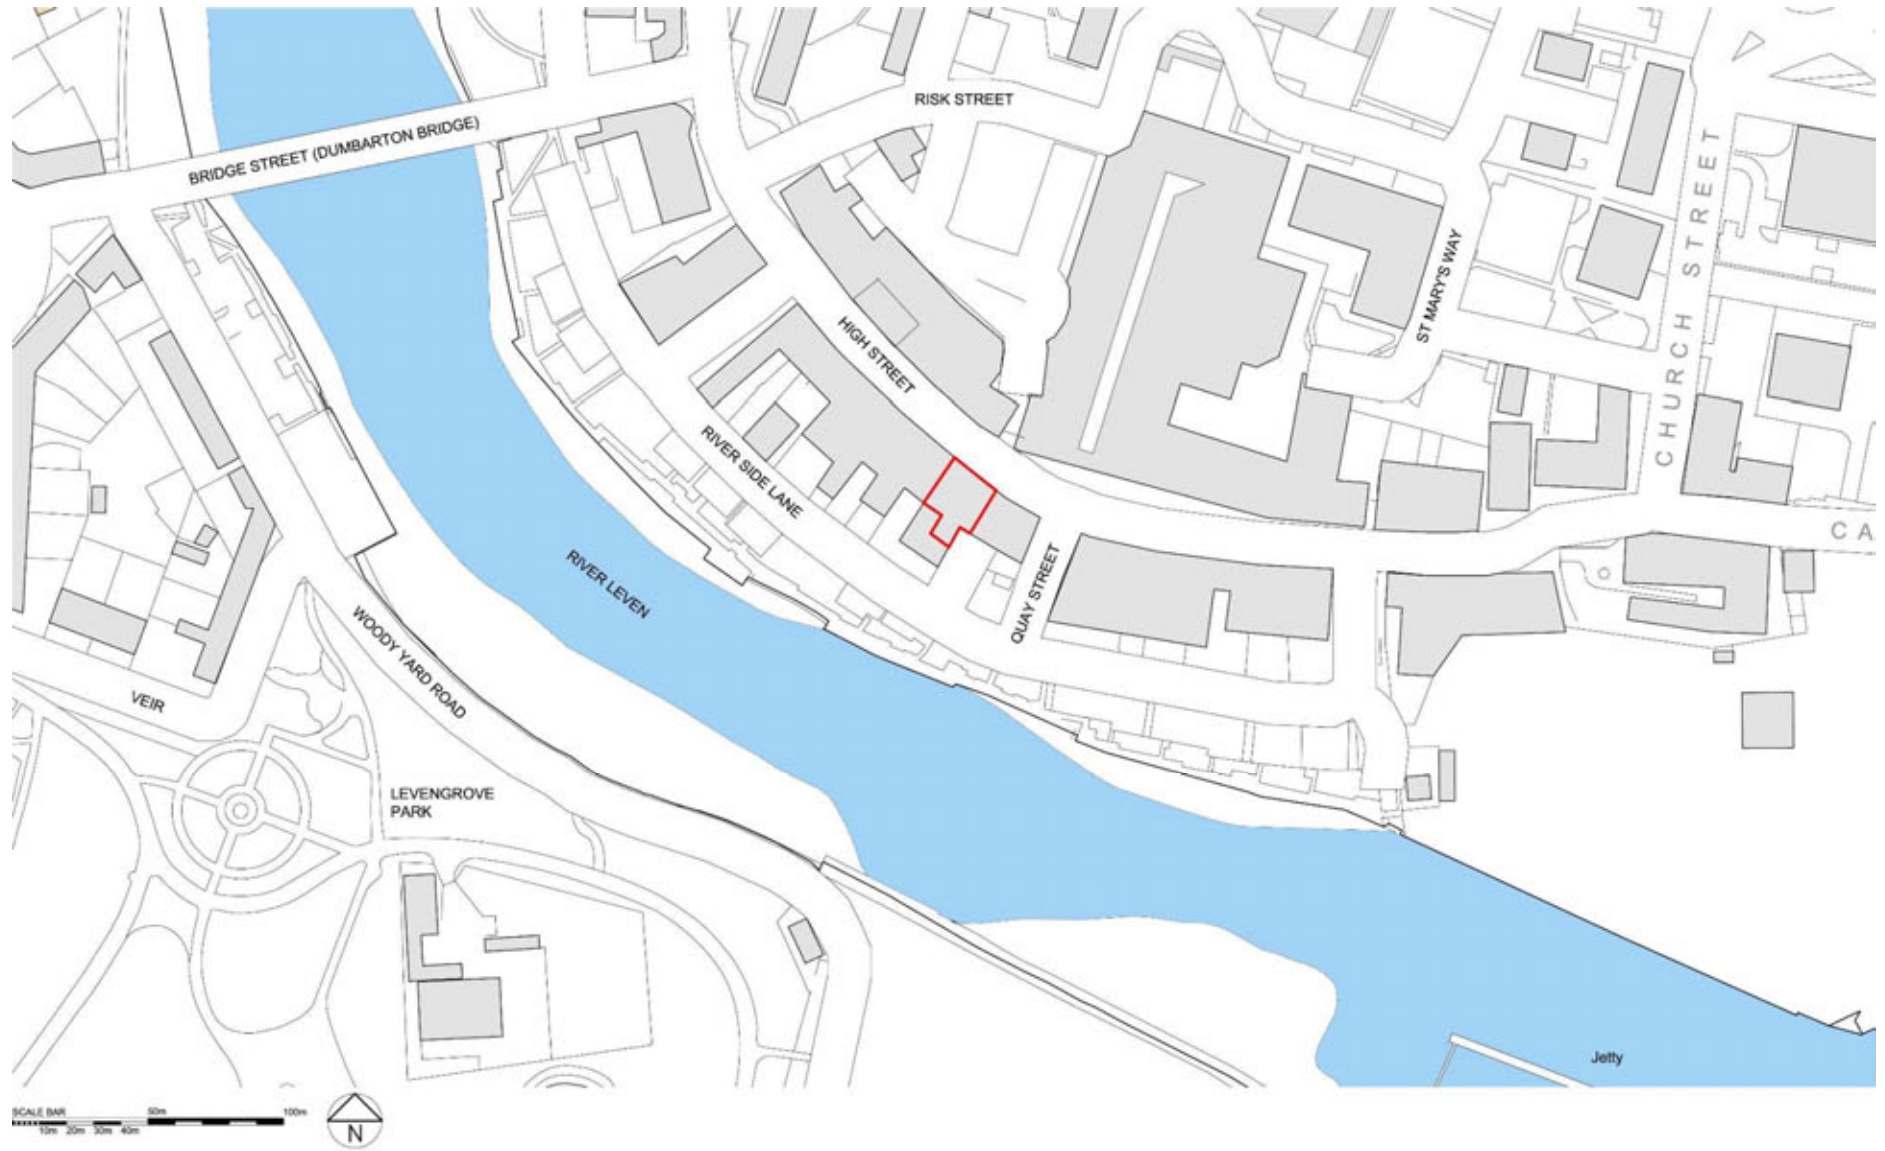 RISK STREET
BRIDGE STREET (DUMBARTON BRIDGE)
CHURCH STREET
ST MARY'S WAY
HIGH STREET
RIVER SIDE LANE
CA
QUAY STREET
RIVER LEVEN
WOODY YARD ROAD
VEIR
LEVENGROVE
PARK
Jetty
SCALE BAR
50m
100m
10m 20m 30m 40m
N